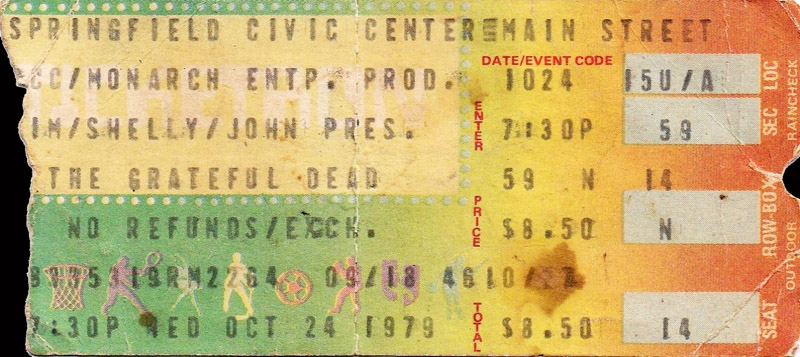 SPRINGFIELD CIVIC CENTER-MAIN STREET
DATE/EVENT CODE
CC/MONARCH ENTP. PROD. 1024 15U/A LOC
IM/SHELLY/JOHN PRES. ENTER 7:30P 59 SEC
RAINCHECK
THE GRATEFUL DEAD 59 N 14
NO REFUNDS/EXCH. PRICE $8.50 N ROW-BOX
OUTDOOR
09/18
7:30P WED OCT 24 1979 TOTAL $8.50 14 SEAT